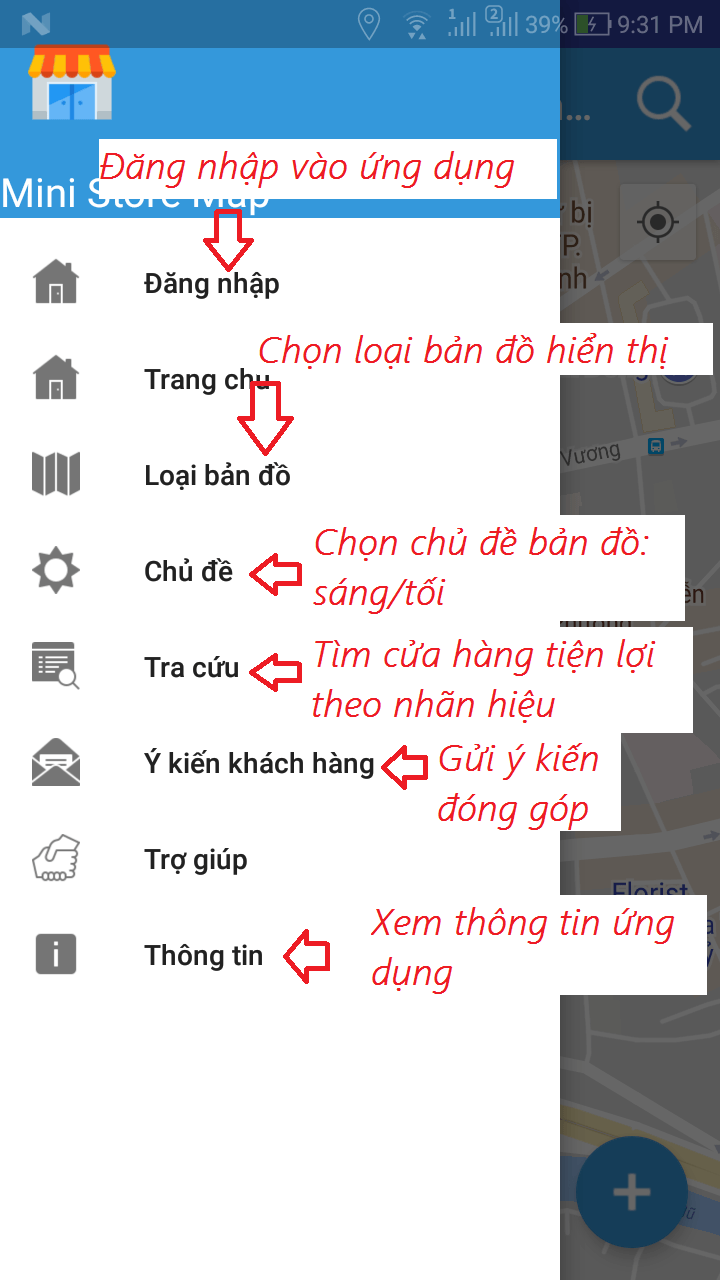 39% 9:31 PM
Đăng nhập vào ứng dụng
Mini Store Map
bị
Đăng nhập
Chọn loại bản đồ hiển thị
Trang chủ
Vương
Loại bản đồ
Chọn chủ đề bản đồ:
sáng/tối
Chủ đề
Tìm cửa hàng tiện lợi
theo nhãn hiệu
Tra cứu
Gửi ý kiến
đóng góp
Ý kiến khách hàng
Trợ giúp
Florist
Xem thông tin ứng
dụng
Thông tin